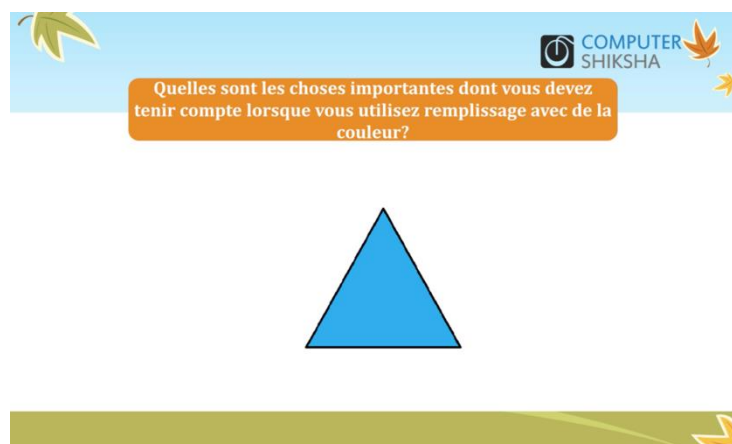 COMPUTER
SHIKSHA
Quelles sont les choses importantes dont vous devez
tenir compte lorsque vous utilisez remplissage avec de la
couleur?